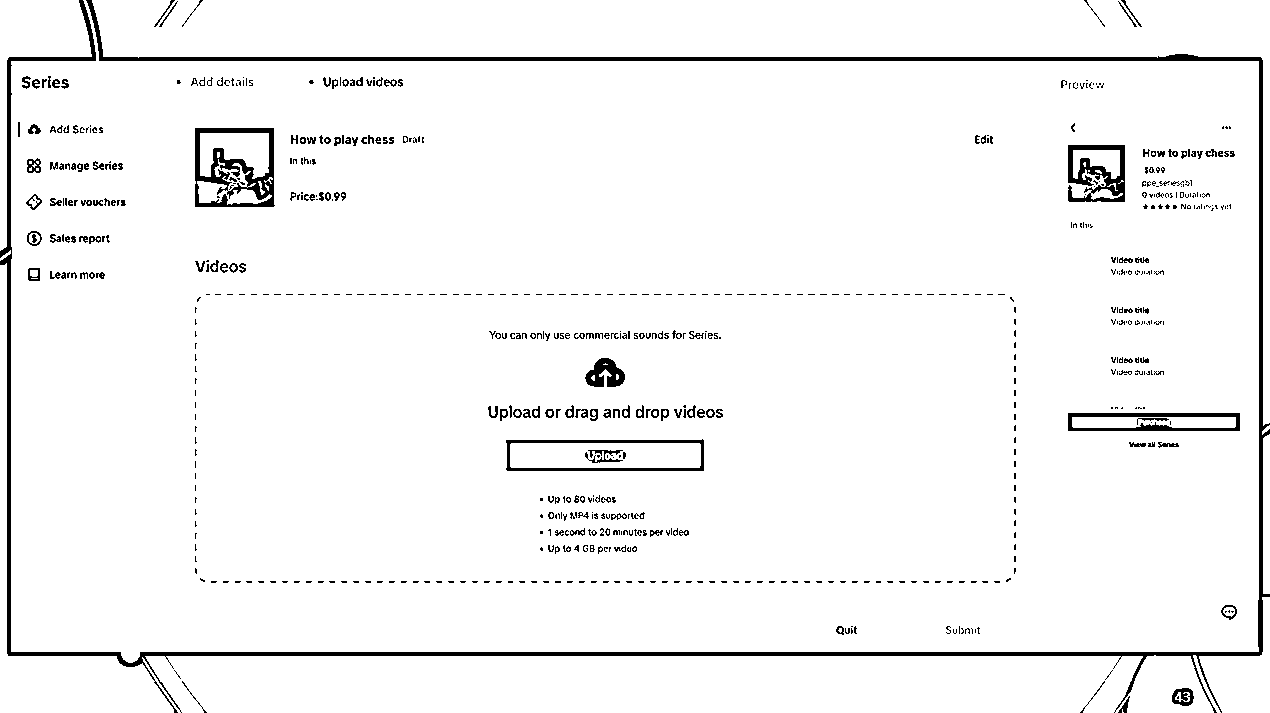 Series
Add Series
Manage Series
Seller vouchers
Sales report
Learn more
Add details
Upload videos
How to play chess Draft
Edit
In this
Price:$0.99
Videos
You can only use commercial sounds for Series.
Upload or drag and drop videos
Upload
Up to 80 videos
Only MP4 is supported
1 second to 20 minutes per video
Up to 4 GB per video
Quit
Submit
Preview
How to play chess
$0.99
0 videos | Duration
★★★★★ No ratings yet
In this
Video title
Video duration
Video title
Video duration
Video title
Video duration
View all Series
43